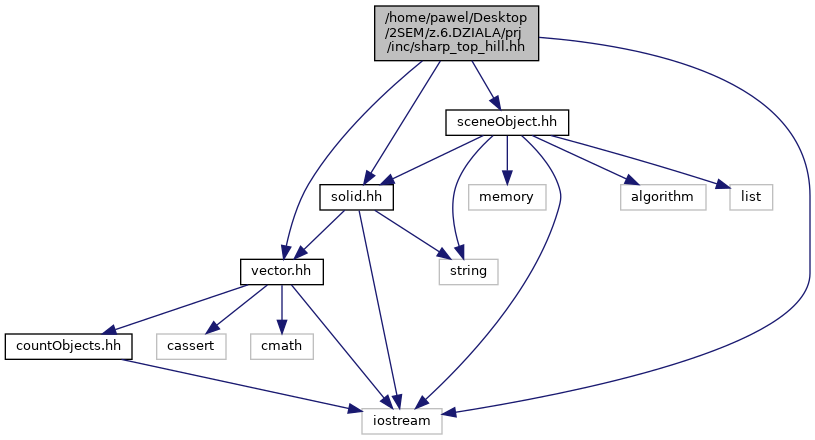 /home/pawel/Desktop
/2SEM/z.6.DZIALA/prj
/inc/sharp_top_hill.hh
sceneObject.hh
solid.hh
memory
algorithm
list
vector.hh
string
countObjects.hh
cassert
cmath
iostream